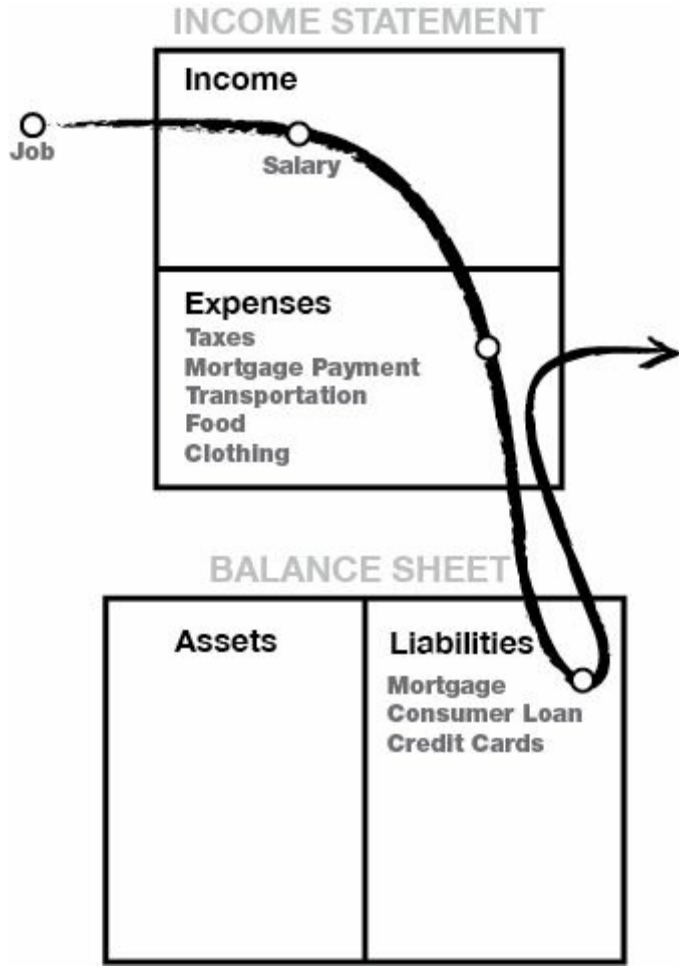 INCOME STATEMENT
Income
Job
Salary
Expenses
Taxes
Mortgage Payment
Transportation
Food
Clothing
BALANCE SHEET
Assets
Liabilities
Mortgage
Consumer Loan
Credit Cards